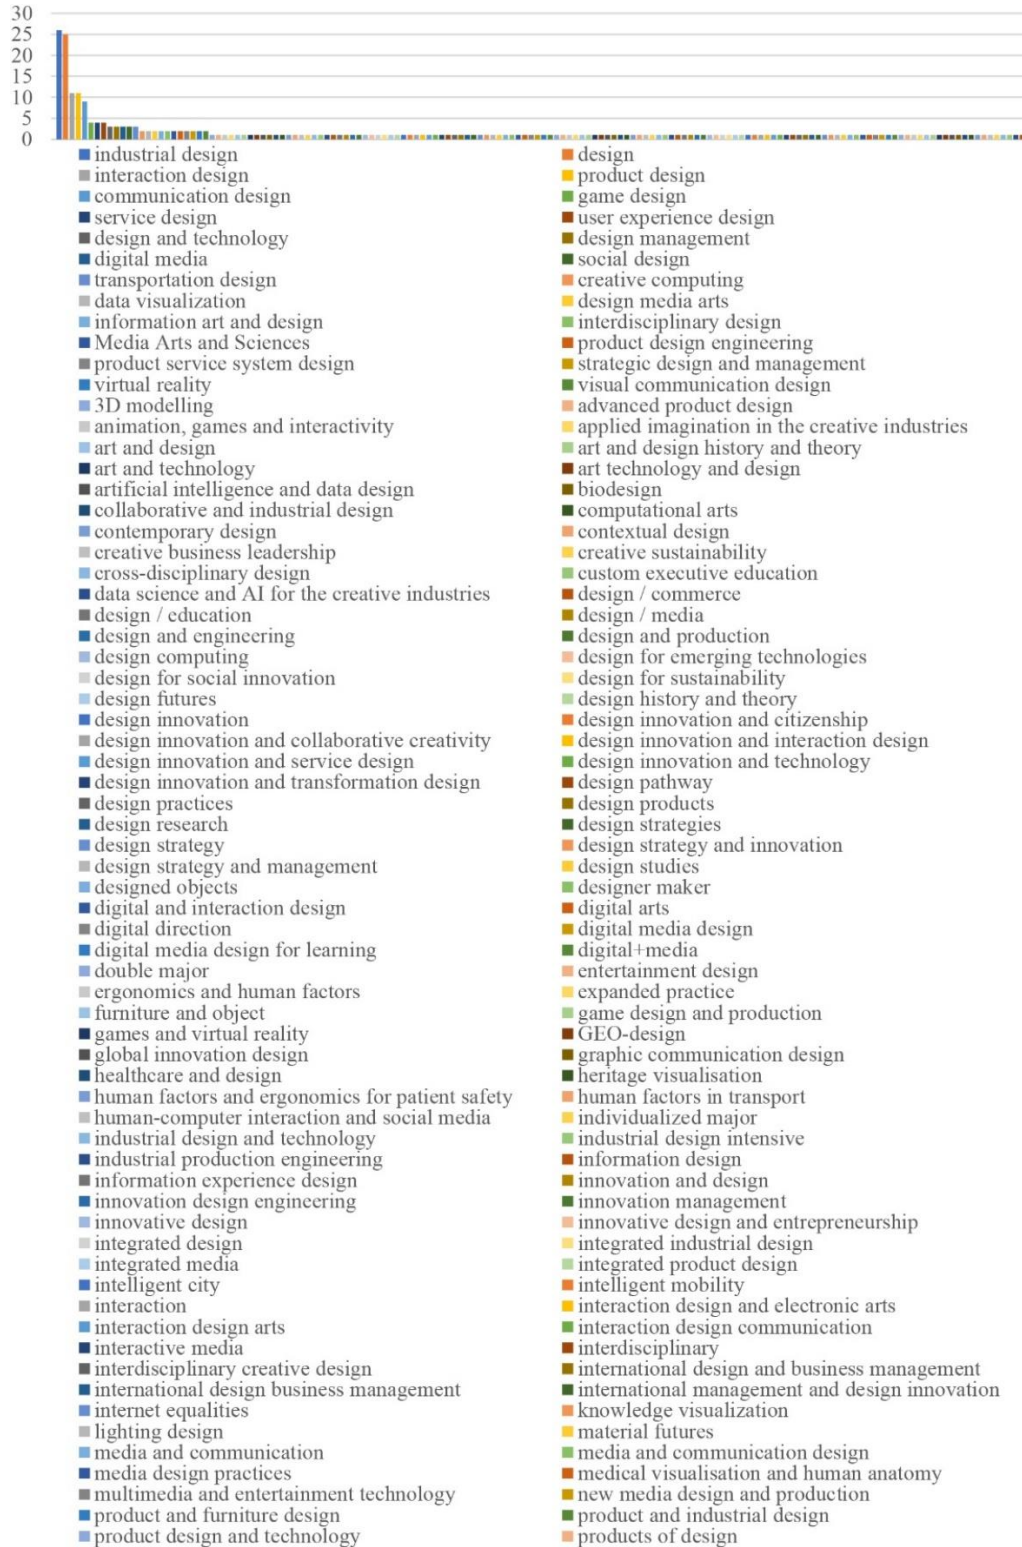 30
25
20
15
10
5
0
industrial design design
interaction design product design
communication design game design
service design user experience design
design and technology design management
digital media social design
transportation design creative computing
data visualization design media arts
information art and design interdisciplinary design
Media Arts and Sciences product design engineering
product service system design strategic design and management
virtual reality visual communication design
3D modelling advanced product design
animation, games and interactivity applied imagination in the creative industries
art and design art and design history and theory
art and technology art technology and design
artificial intelligence and data design biodesign
collaborative and industrial design computational arts
contemporary design contextual design
creative business leadership creative sustainability
cross-disciplinary design custom executive education
data science and AI for the creative industries design / commerce
design / education design / media
design and engineering design and production
design computing design for emerging technologies
design for social innovation design for sustainability
design futures design history and theory
design innovation design innovation and citizenship
design innovation and collaborative creativity design innovation and interaction design
design innovation and service design design innovation and technology
design innovation and transformation design design pathway
design practices design products
design research design strategies
design strategy design strategy and innovation
design strategy and management design studies
designed objects designer maker
digital and interaction design digital arts
digital direction digital media design
digital media design for learning digital+media
double major entertainment design
ergonomics and human factors expanded practice
furniture and object game design and production
games and virtual reality GEO-design
global innovation design graphic communication design
healthcare and design heritage visualisation
human factors and ergonomics for patient safety human factors in transport
human-computer interaction and social media individualized major
industrial design and technology industrial design intensive
industrial production engineering information design
information experience design innovation and design
innovation design engineering innovation management
innovative design innovative design and entrepreneurship
integrated design integrated industrial design
integrated media integrated product design
intelligent city intelligent mobility
interaction interaction design and electronic arts
interaction design arts interaction design communication
interactive media interdisciplinary
interdisciplinary creative design international design and business management
international design business management international management and design innovation
internet equalities knowledge visualization
lighting design material futures
media and communication media and communication design
media design practices medical visualisation and human anatomy
multimedia and entertainment technology new media design and production
product and furniture design product and industrial design
product design and technology products of design